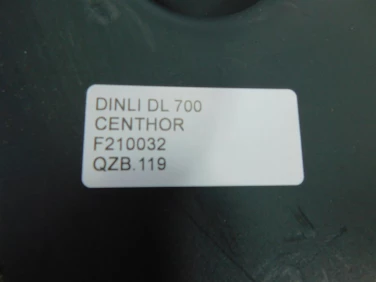 DINLI DL 700
CENTHOR
F210032
QZB.119